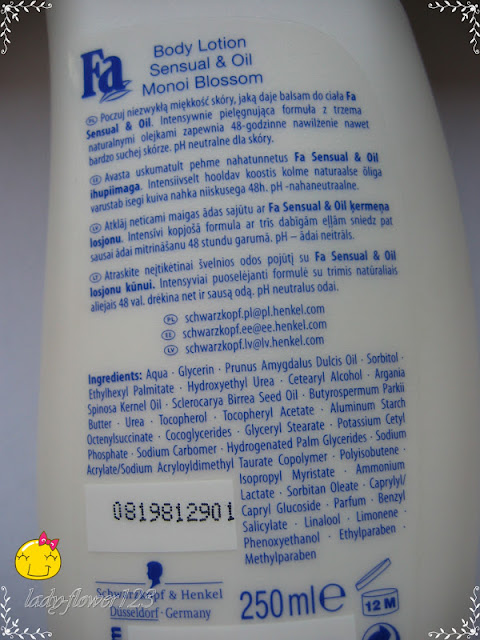 Fa
Body Lotion
Sensual & Oil
Monoi Blossom
PL Poczuj niezwykłą miękkość skóry, jaką daje balsam do ciała Fa
Sensual & Oil. Intensywnie pielęgnująca formuła z trzema
naturalnymi olejkami zapewnia 48-godzinne nawilżenie nawet
bardzo suchej skórze. pH neutralne dla skóry.
EE Avasta uskumatult pehme nahatunnetus Fa Sensual & Oil
ihupiimaga. Intensiivselt hooldav koostis kolme naturaalse õliga
varustab isegi kuiva nahka niiskusega 48h. pH -nahaneutraalne.
LV Atklāj neticami maigas ādas sajūtu ar Fa Sensual & Oil ķermeņa
losjonu. Intensīvi kopjošā formula ar trīs dabīgām eļļām sniedz pat
sausai ādai mitrināšanu 48 stundu garumā. pH – ādai neitrāls.
LT Atraskite neįtikėtinai švelnios odos pojūtį su Fa Sensual & Oil
losjonu kūnui. Intensyviai puoselėjanti formulė su trimis natūraliais
aliejais 48 val. drėkina net ir sausą odą. pH neutralus odai.
PL schwarzkopf.pl@pl.henkel.com
EE schwarzkopf.ee@ee.henkel.com
LV schwarzkopf.lv@lv.henkel.com
Ingredients: Aqua · Glycerin · Prunus Amygdalus Dulcis Oil · Sorbitol ·
Ethylhexyl Palmitate · Hydroxyethyl Urea · Cetearyl Alcohol · Argania
Spinosa Kernel Oil · Sclerocarya Birrea Seed Oil · Butyrospermum Parkii
Butter · Urea · Tocopherol · Tocopheryl Acetate · Aluminum Starch
Octenylsuccinate · Cocoglycerides · Glyceryl Stearate · Potassium Cetyl
Phosphate · Sodium Carbomer · Hydrogenated Palm Glycerides · Sodium
Acrylate/Sodium Acryloyldimethyl Taurate Copolymer · Polyisobutene ·
Isopropyl Myristate · Ammonium
Lactate · Sorbitan Oleate · Caprylyl/
Capryl Glucoside · Parfum · Benzyl
Salicylate · Linalool · Limonene ·
Phenoxyethanol · Ethylparaben ·
Methylparaben
0819812901
Schwarzkopf & Henkel
Düsseldorf · Germany
250 ml e
12 M
lady-flower123